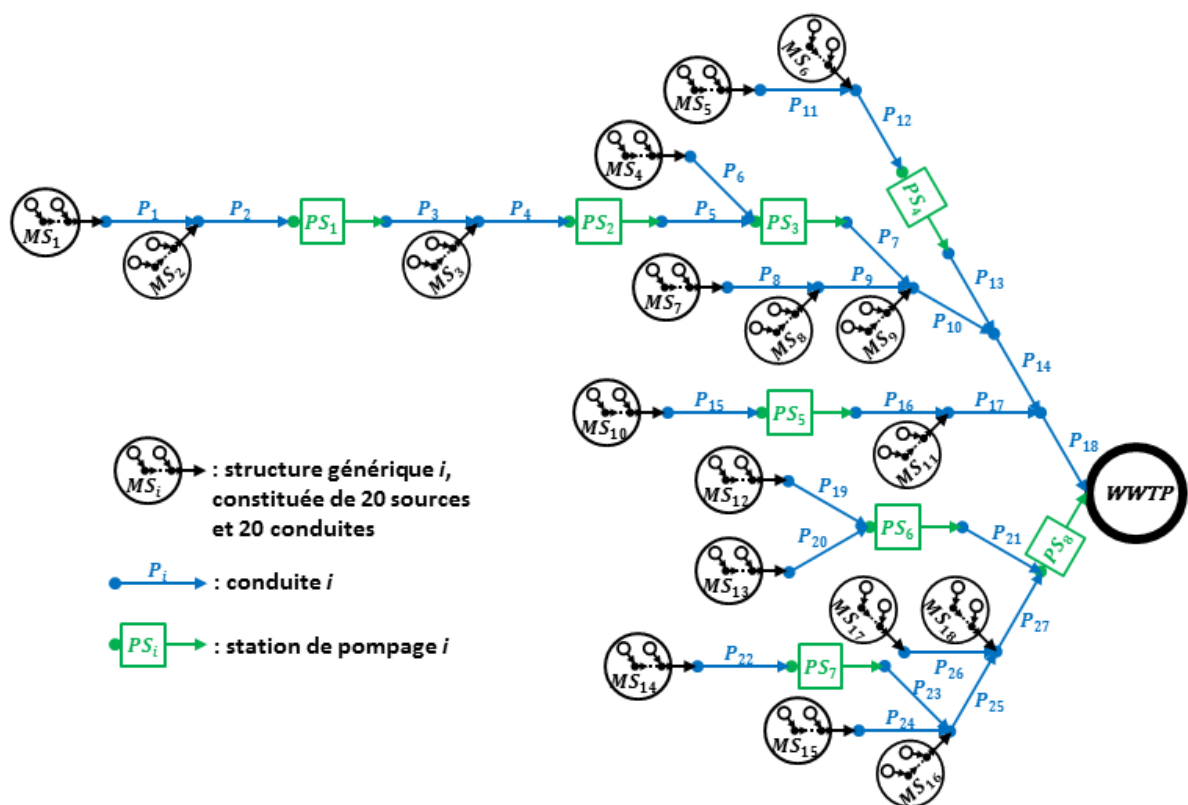 MS₆
P₁₂
MS₅
P₁₁
MS₄
P₆
PS₄
MS₁
P₁
P₂
PS₁
P₃
P₄
PS₂
P₅
PS₃
P₇
MS₂
MS₃
P₁₃
MS₇
P₈
P₉
P₁₀
MS₈
MS₉
P₁₄
MS₁₀
P₁₅
PS₅
P₁₆
P₁₇
P₁₈
MS₁₁
MSᵢ
: structure générique i,
constituée de 20 sources
et 20 conduites
MS₁₂
P₁₉
WWTP
PS₆
P₂₁
PS₈
P₂₀
MS₁₃
Pᵢ
: conduite i
MS₁₇
MS₁₈
P₂₇
PSᵢ
: station de pompage i
MS₁₄
P₂₂
PS₇
P₂₆
P₂₃
P₂₅
MS₁₅
P₂₄
MS₁₆